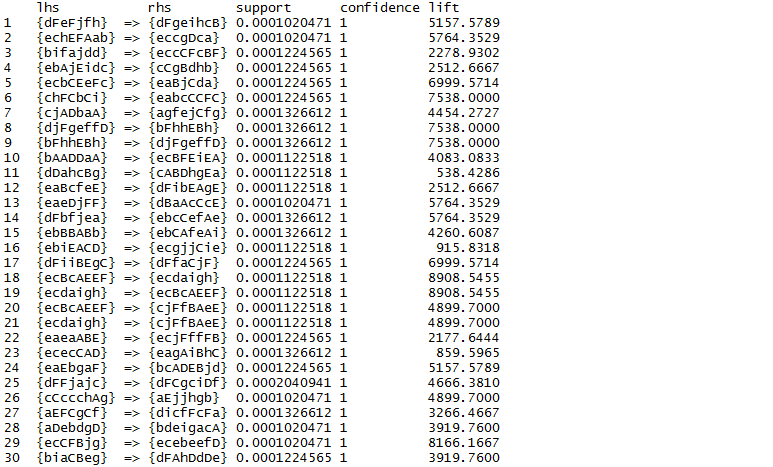 lhs rhs support confidence lift
1 {dFeFjfh} => {dFgeihcB} 0.0001020471 1 5157.5789
2 {echEFAab} => {eccgDca} 0.0001020471 1 5764.3529
3 {bifajdd} => {eccCFcBF} 0.0001224565 1 2278.9302
4 {ebAjEidc} => {cCgBdhb} 0.0001224565 1 2512.6667
5 {ecbCEeFc} => {eaBjCda} 0.0001224565 1 6999.5714
6 {chFCbCi} => {eabcCCFC} 0.0001224565 1 7538.0000
7 {cjADbaA} => {agfejCfg} 0.0001326612 1 4454.2727
8 {djFgeffD} => {bFhhEBh} 0.0001326612 1 7538.0000
9 {bFhhEBh} => {djFgeffD} 0.0001326612 1 7538.0000
10 {bAADDaA} => {ecBFEiEA} 0.0001122518 1 4083.0833
11 {dDahcBg} => {cABDhgEa} 0.0001122518 1 538.4286
12 {eaBcfeE} => {dFibEAgE} 0.0001122518 1 2512.6667
13 {eaeDjFF} => {dBaAcCcE} 0.0001020471 1 5764.3529
14 {dFbfjea} => {ebcCefAe} 0.0001326612 1 5764.3529
15 {ebBBABb} => {ebCAfeAi} 0.0001326612 1 4260.6087
16 {ebiEACD} => {ecgjjCie} 0.0001122518 1 915.8318
17 {dFiiBEgC} => {dFfaCjF} 0.0001224565 1 6999.5714
18 {ecBcAEEF} => {ecdaigh} 0.0001122518 1 8908.5455
19 {ecdaigh} => {ecBcAEEF} 0.0001122518 1 8908.5455
20 {ecBcAEEF} => {cjFfBAeE} 0.0001122518 1 4899.7000
21 {ecdaigh} => {cjFfBAeE} 0.0001122518 1 4899.7000
22 {eaeaABE} => {ecjFffFB} 0.0001224565 1 2177.6444
23 {ececCAD} => {eagAiBhC} 0.0001326612 1 859.5965
24 {eaEbgaF} => {bcADEBjd} 0.0001224565 1 5157.5789
25 {dFFjajc} => {dFCgciDf} 0.0002040941 1 4666.3810
26 {cCccchAg} => {aEjjhgb} 0.0001020471 1 4899.7000
27 {aEFCgCf} => {dicfFcFa} 0.0001326612 1 3266.4667
28 {aDebdgD} => {bdeigacA} 0.0001020471 1 3919.7600
29 {ecCFBjg} => {ecebeefD} 0.0001020471 1 8166.1667
30 {biaCBeg} => {dFAhDdDe} 0.0001224565 1 3919.7600